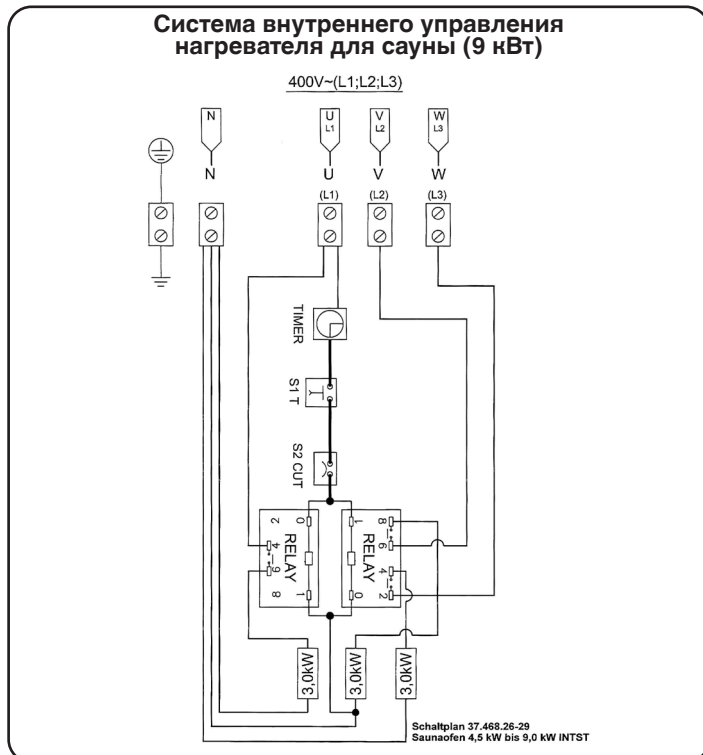 Система внутреннего управления
нагревателя для сауны (9 кВт)
400V~(L1;L2;L3)
N
U
L1
V
L2
W
L3
N
U
V
W
(L1)
(L2)
(L3)
TIMER
S1 T
S2 CUT
2
0
4
RELAY
6
8
1
1
8
6
RELAY
4
0
2
3,0kW
3,0kW
3,0kW
Schaltplan 37.468.26-29
Saunaofen 4,5 kW bis 9,0 kW INTST